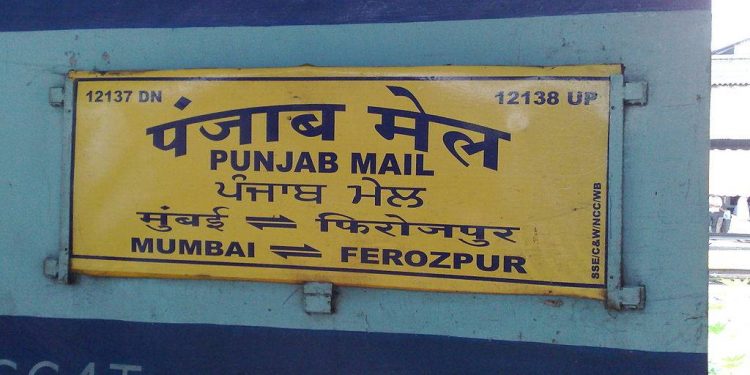 12137 DN 12138 UP
पंजाब मेल
PUNJAB MAIL
ਪੰਜਾਬ ਮੇਲ
मुंबई ⇌ फिरोजपुर
MUMBAI ⇌ FEROZPUR
SSE/C&W/NCC/WB